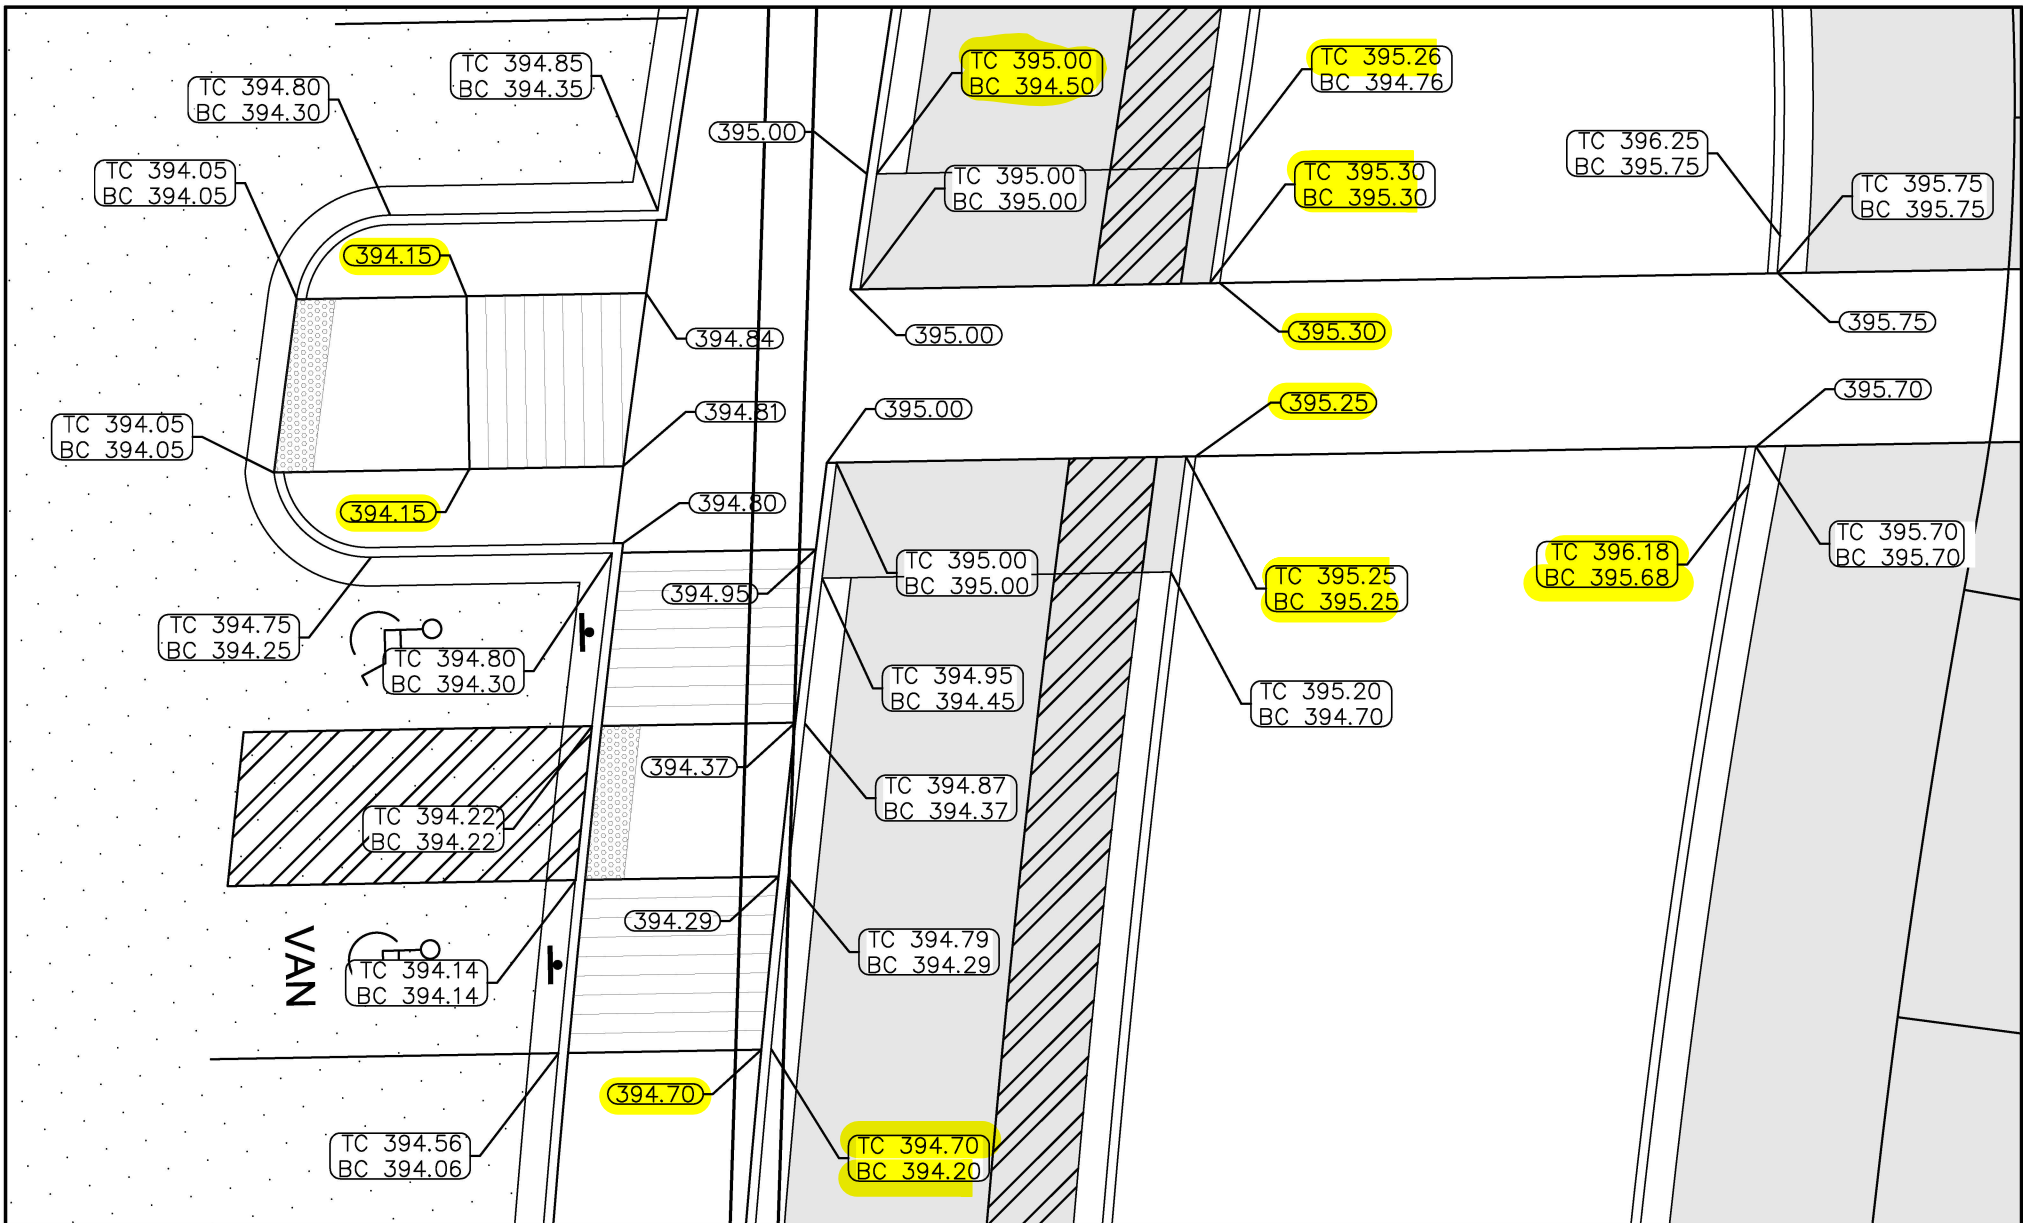 TC 394.85
BC 394.35
TC 395.00
BC 394.50
TC 395.26
BC 394.76
TC 394.80
BC 394.30
395.00
TC 396.25
BC 395.75
TC 394.05
BC 394.05
TC 395.00
BC 395.00
TC 395.30
BC 395.30
TC 395.75
BC 395.75
394.15
394.84
395.00
395.30
395.75
394.81
395.00
395.25
395.70
TC 394.05
BC 394.05
394.15
394.80
TC 395.00
BC 395.00
TC 395.25
BC 395.25
TC 396.18
BC 395.68
TC 395.70
BC 395.70
394.95
TC 394.75
BC 394.25
TC 394.80
BC 394.30
TC 394.95
BC 394.45
TC 395.20
BC 394.70
394.37
TC 394.87
BC 394.37
TC 394.22
BC 394.22
394.29
TC 394.79
BC 394.29
VAN
TC 394.14
BC 394.14
394.70
TC 394.56
BC 394.06
TC 394.70
BC 394.20